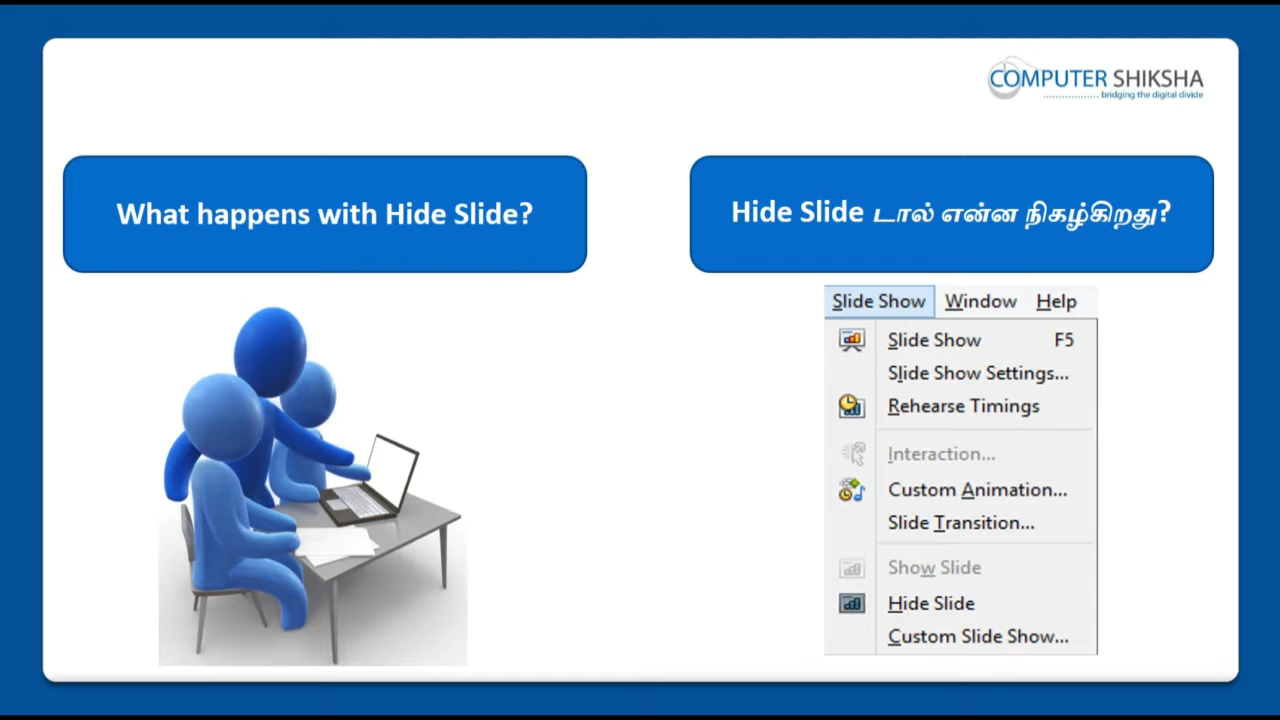 COMPUTER SHIKSHA
bridging the digital divide
What happens with Hide Slide?
Hide Slide டால் என்ன நிகழ்கிறது?
Slide Show Window Help
Slide Show F5
Slide Show Settings...
Rehearse Timings
Interaction...
Custom Animation...
Slide Transition...
Show Slide
Hide Slide
Custom Slide Show...